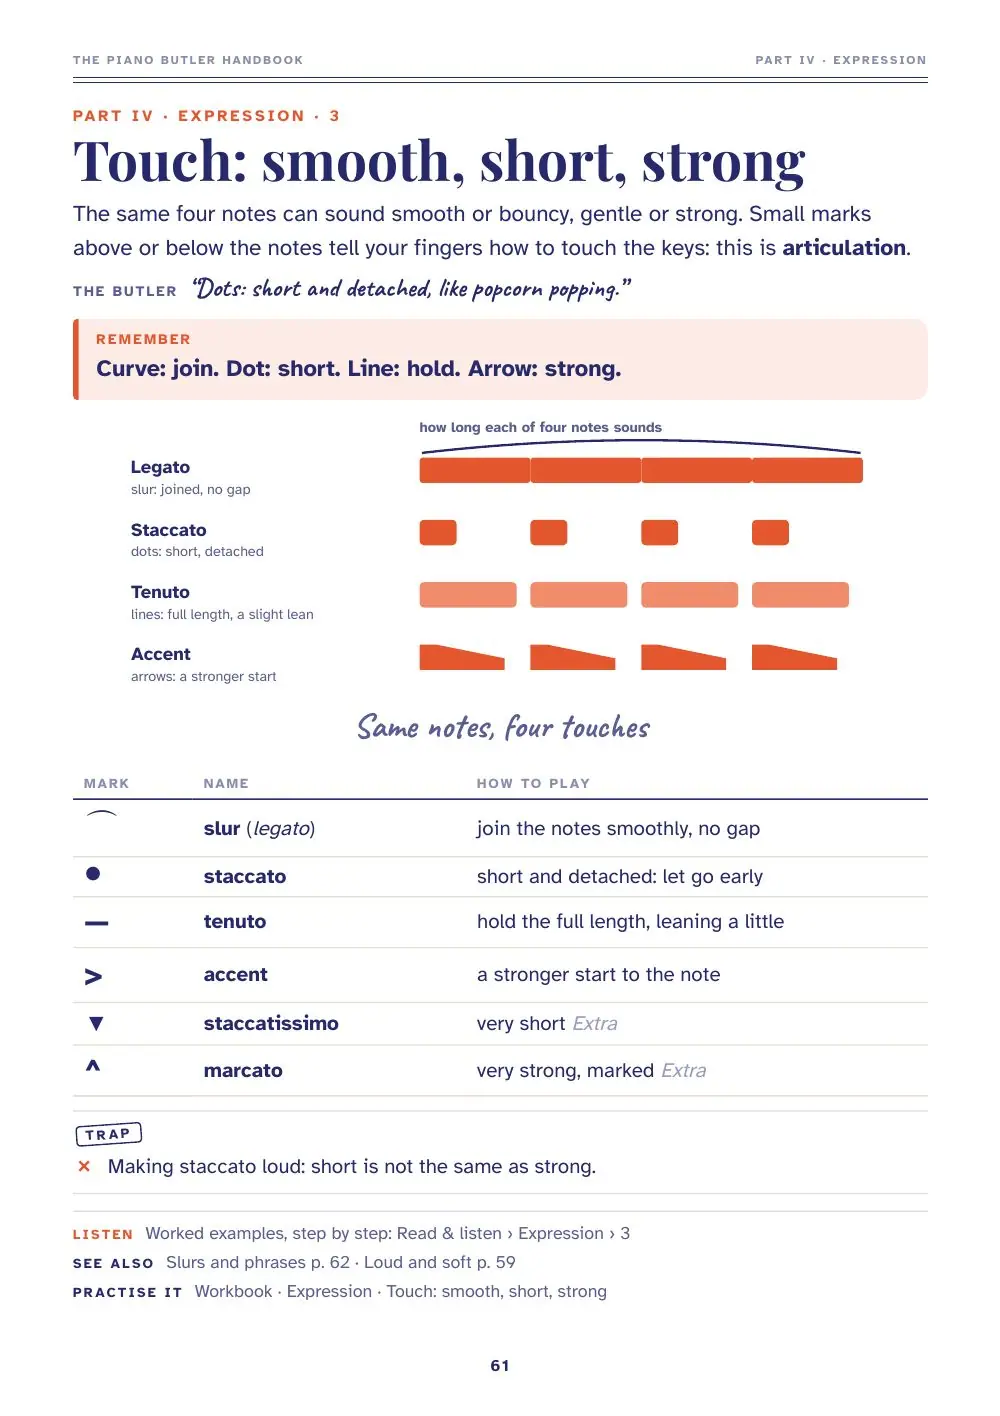 THE PIANO BUTLER HANDBOOK
PART IV · EXPRESSION
PART IV · EXPRESSION · 3
Touch: smooth, short, strong
The same four notes can sound smooth or bouncy, gentle or strong. Small marks
above or below the notes tell your fingers how to touch the keys: this is articulation.
THE BUTLER “Dots: short and detached, like popcorn popping.”
REMEMBER
Curve: join. Dot: short. Line: hold. Arrow: strong.
how long each of four notes sounds
Legato
slur: joined, no gap
Staccato
dots: short, detached
Tenuto
lines: full length, a slight lean
Accent
arrows: a stronger start
Same notes, four touches
MARK NAME HOW TO PLAY
⌒ slur (legato) join the notes smoothly, no gap
● staccato short and detached: let go early
— tenuto hold the full length, leaning a little
> accent a stronger start to the note
▼ staccatissimo very short Extra
^ marcato very strong, marked Extra
TRAP
× Making staccato loud: short is not the same as strong.
LISTEN Worked examples, step by step: Read & listen › Expression › 3
SEE ALSO Slurs and phrases p. 62 · Loud and soft p. 59
PRACTISE IT Workbook · Expression · Touch: smooth, short, strong
61